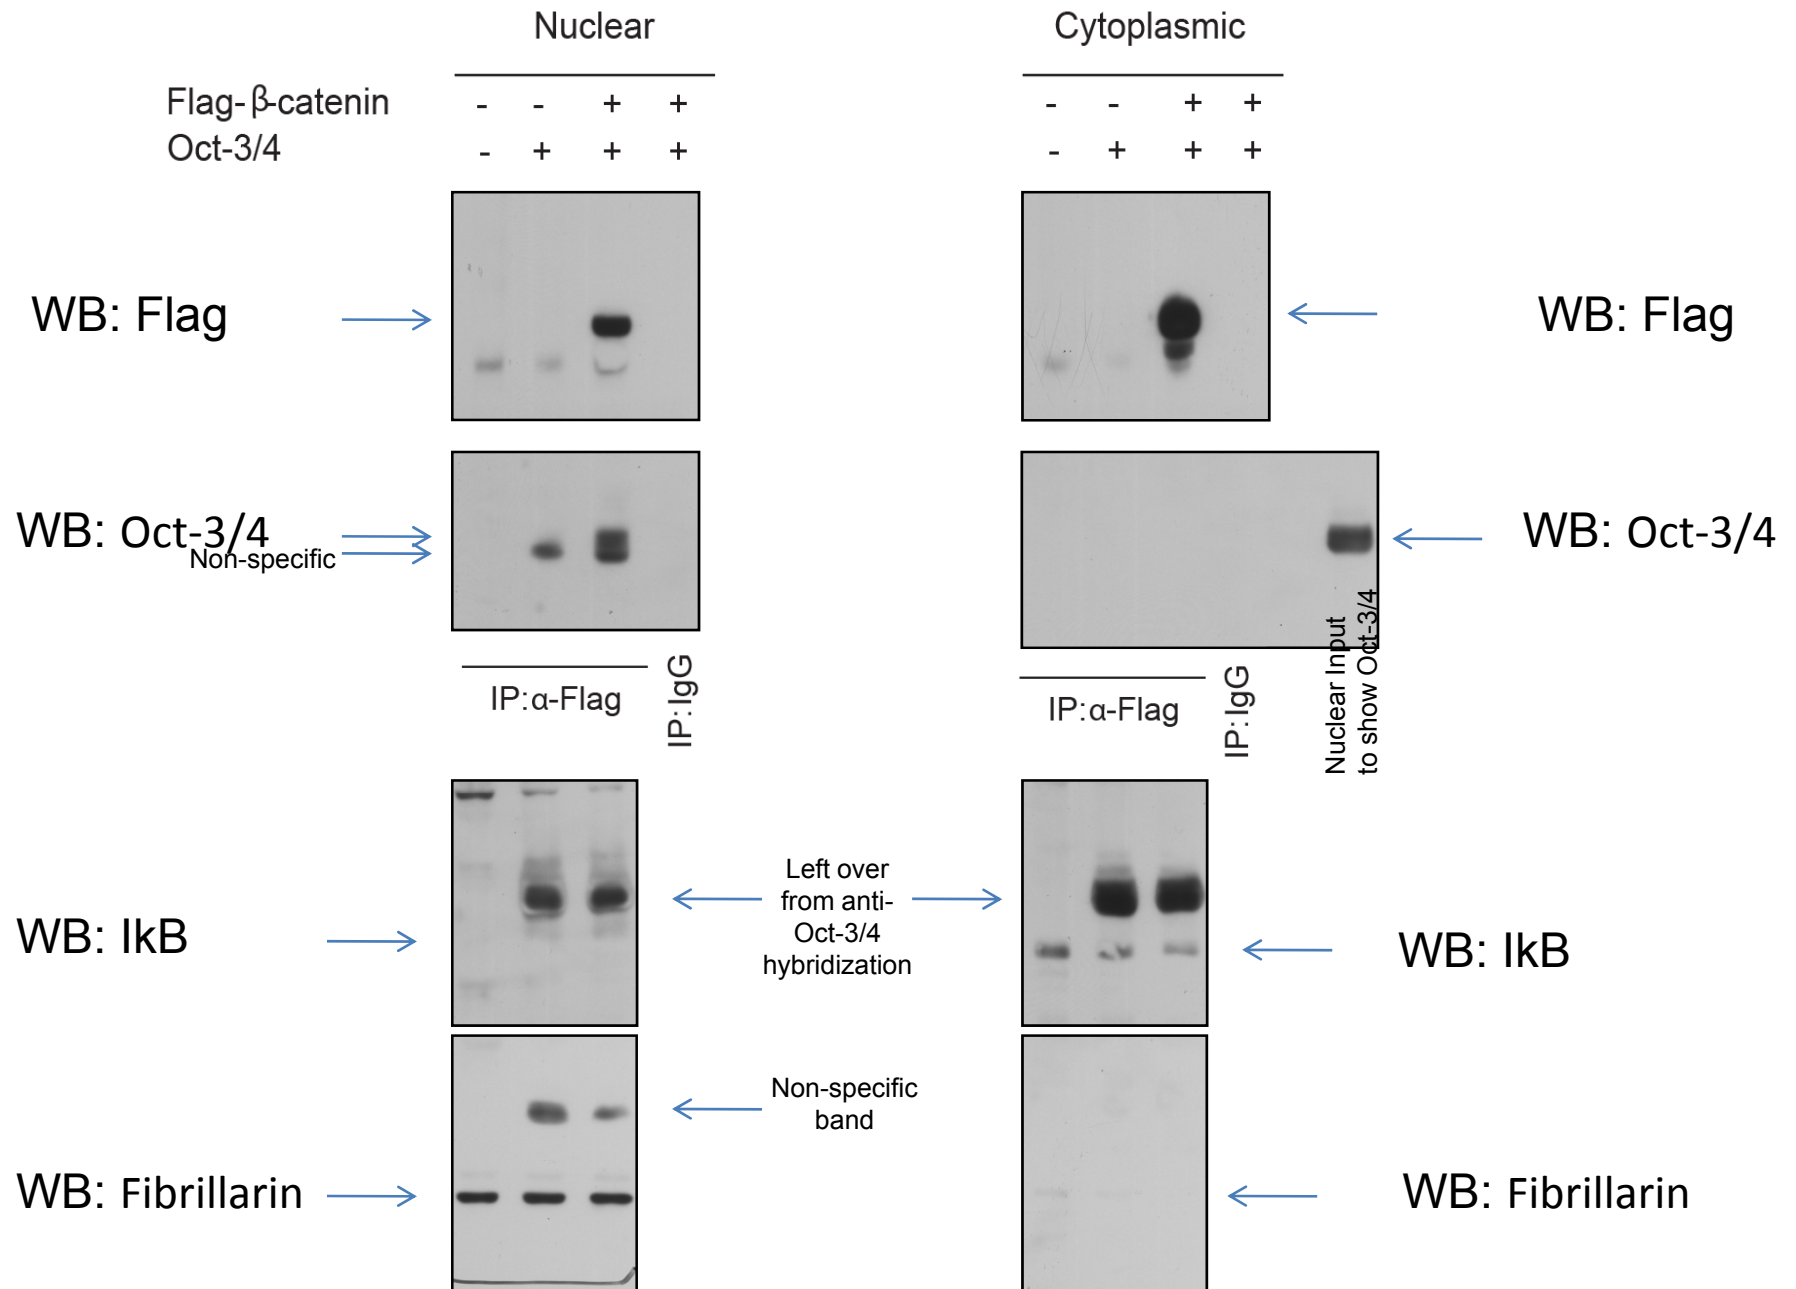 Nuclear
Cytoplasmic
Flag-β-catenin - - + + - - + +
Oct-3/4 - + + + - + + +
WB: Flag
WB: Flag
WB: Oct-3/4
Non-specific
WB: Oct-3/4
IP:α-Flag
IP:IgG
IP:α-Flag
IP:IgG
Nuclear Input
to show Oct-3/4
Left over
from anti-
Oct-3/4
hybridization
WB: IkB
WB: IkB
Non-specific
band
WB: Fibrillarin
WB: Fibrillarin